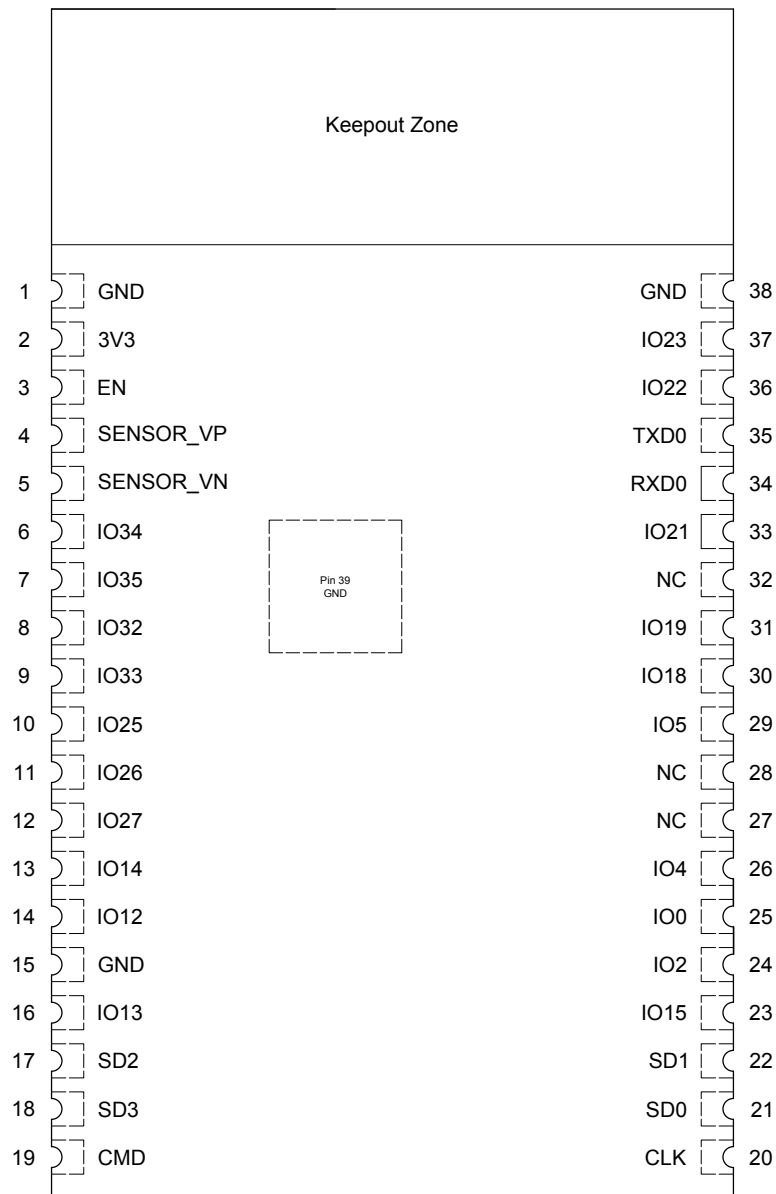 Keepout Zone
1 GND GND 38
2 3V3 IO23 37
3 EN IO22 36
4 SENSOR_VP TXD0 35
5 SENSOR_VN RXD0 34
6 IO34 IO21 33
Pin 39
GND
7 IO35 NC 32
8 IO32 IO19 31
9 IO33 IO18 30
10 IO25 IO5 29
11 IO26 NC 28
12 IO27 NC 27
13 IO14 IO4 26
14 IO12 IO0 25
15 GND IO2 24
16 IO13 IO15 23
17 SD2 SD1 22
18 SD3 SD0 21
19 CMD CLK 20